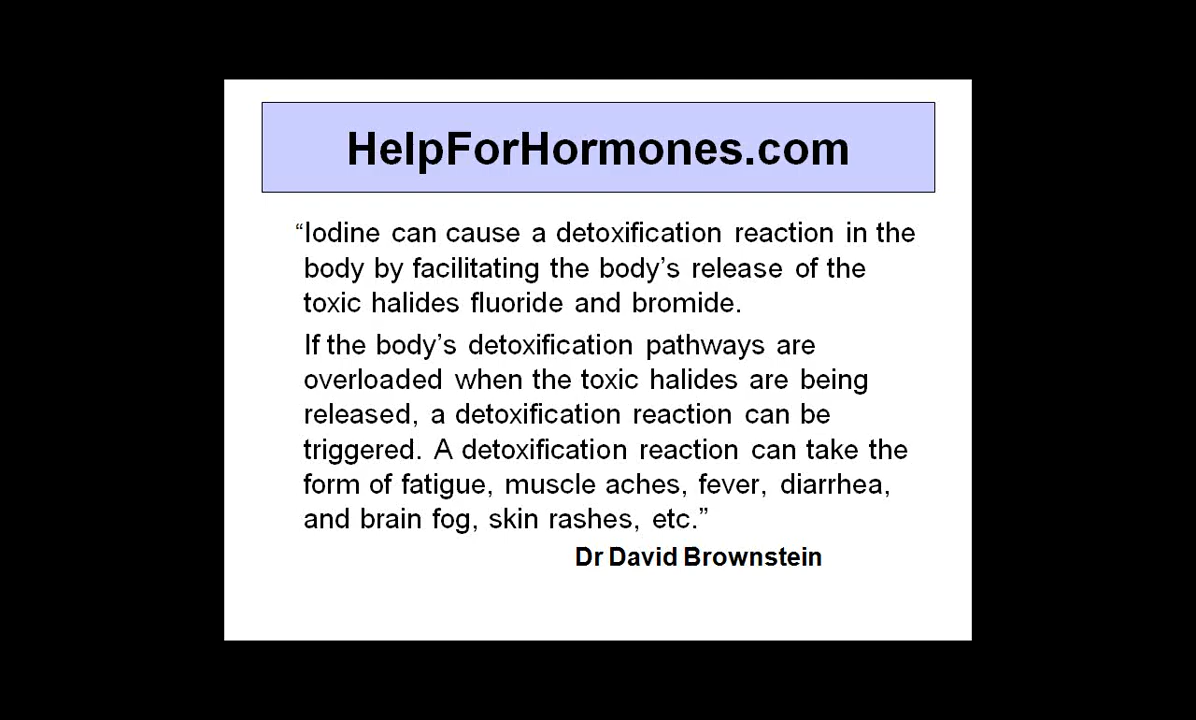 HelpForHormones.com
“Iodine can cause a detoxification reaction in the
body by facilitating the body’s release of the
toxic halides fluoride and bromide.
If the body’s detoxification pathways are
overloaded when the toxic halides are being
released, a detoxification reaction can be
triggered. A detoxification reaction can take the
form of fatigue, muscle aches, fever, diarrhea,
and brain fog, skin rashes, etc.”
Dr David Brownstein